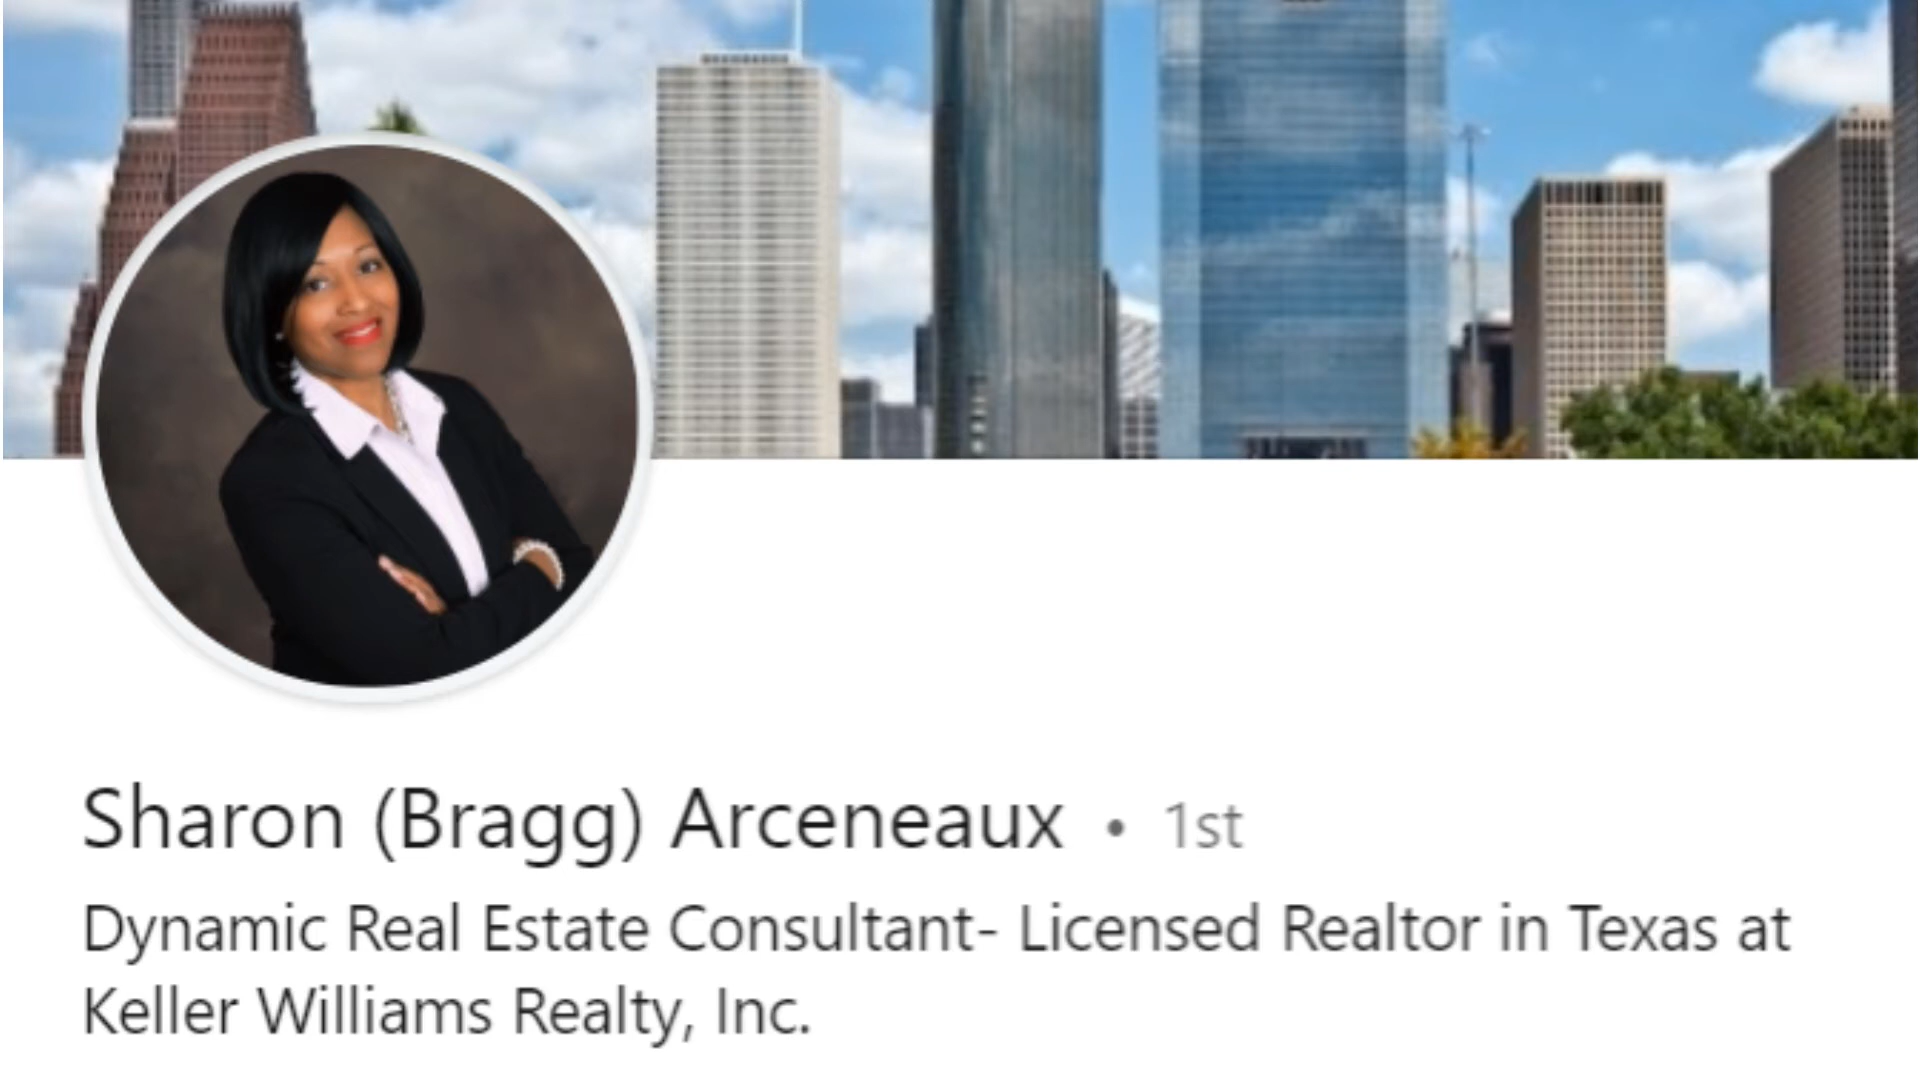 Sharon (Bragg) Arceneaux • 1st
Dynamic Real Estate Consultant- Licensed Realtor in Texas at
Keller Williams Realty, Inc.